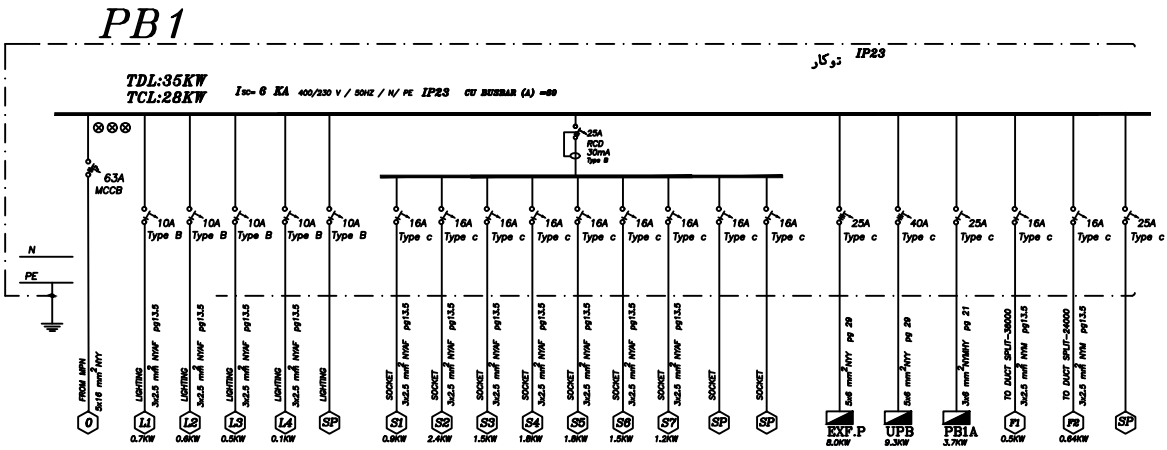 PB1
توکار IP23
TDL:35KW
TCL:28KW
Isc= 6 KA 400/230 V / 50HZ / N/ PE IP23 CU BUSBAR (A) =69
25A
RCD
30mA
Type B
63A
MCCB
10A
Type B
10A
Type B
10A
Type B
10A
Type B
10A
Type B
16A
Type c
16A
Type c
16A
Type c
16A
Type c
16A
Type c
16A
Type c
16A
Type c
16A
Type c
16A
Type c
25A
Type c
40A
Type c
25A
Type c
16A
Type c
16A
Type c
25A
Type c
N
PE
FROM MPN
5x16 mm² NYY
0
LIGHTING
3x2.5 mm² NYAF pg13.5
L1
0.7KW
LIGHTING
3x2.5 mm² NYAF pg13.5
L2
0.6KW
LIGHTING
3x2.5 mm² NYAF pg13.5
L3
0.5KW
LIGHTING
3x2.5 mm² NYAF pg13.5
L4
0.1KW
LIGHTING
SP
SOCKET
3x2.5 mm² NYAF pg13.5
S1
0.9KW
SOCKET
3x2.5 mm² NYAF pg13.5
S2
2.4KW
SOCKET
3x2.5 mm² NYAF pg13.5
S3
1.5KW
SOCKET
3x2.5 mm² NYAF pg13.5
S4
1.8KW
SOCKET
3x2.5 mm² NYAF pg13.5
S5
1.8KW
SOCKET
3x2.5 mm² NYAF pg13.5
S6
1.5KW
SOCKET
3x2.5 mm² NYAF pg13.5
S7
1.2KW
SOCKET
SP
SOCKET
SP
5x6 mm² NYY pg 29
EXF.P
8.0KW
5x6 mm² NYY pg 29
UPB
9.3KW
3x6 mm² NYMHY pg 21
PB1A
3.7KW
TO DUCT SPLIT-36000
3x2.5 mm² NYM pg13.5
F1
0.5KW
TO DUCT SPLIT-24000
3x2.5 mm² NYM pg13.5
F2
0.64KW
SP